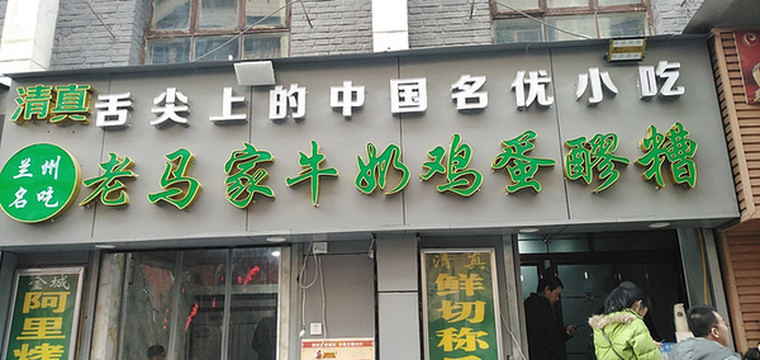 清真
舌尖上的中国名优小吃
兰州
名吃
老马家牛奶鸡蛋醪糟
金城
阿里烤
清真
鲜切称